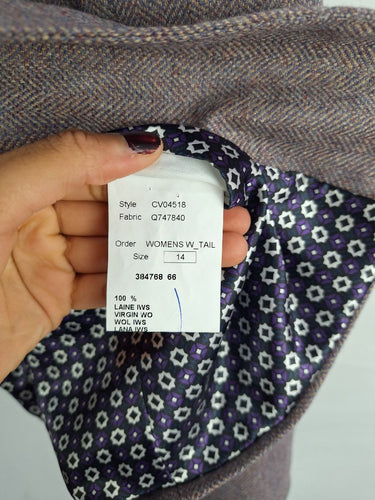 Style CV04518
Fabric Q747840
Order WOMENS W_TAIL
Size 14
384768 66
100 %
LAINE IWS
VIRGIN WO
WOL IWS
LANA IWS